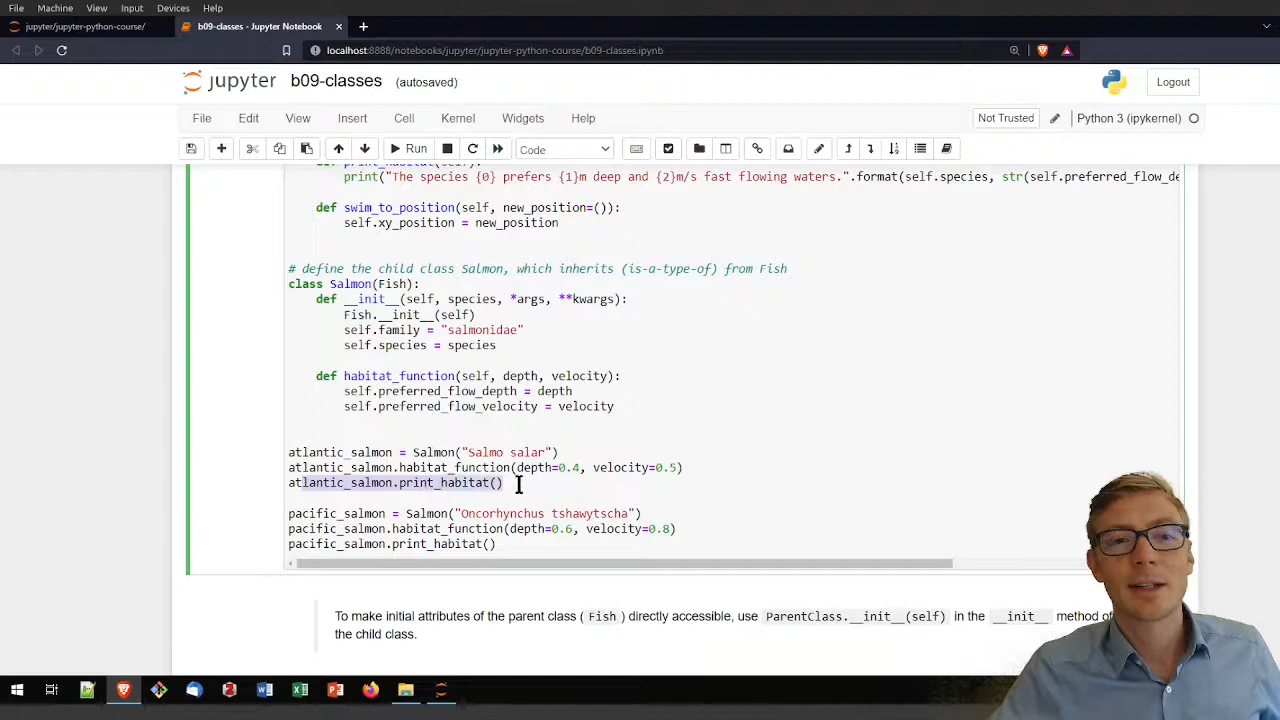 File Machine View Input Devices Help
jupyter/jupyter-python-course/ b09-classes - Jupyter Notebook
localhost:8888/notebooks/jupyter/jupyter-python-course/b09-classes.ipynb
jupyter b09-classes (autosaved) Logout
File Edit View Insert Cell Kernel Widgets Help Not Trusted Python 3 (ipykernel)
Run Code
print("The species {0} prefers {1}m deep and {2}m/s fast flowing waters.".format(self.species, str(self.preferred_flow_de
def swim_to_position(self, new_position=()):
self.xy_position = new_position
# define the child class Salmon, which inherits (is-a-type-of) from Fish
class Salmon(Fish):
def __init__(self, species, *args, **kwargs):
Fish.__init__(self)
self.family = "salmonidae"
self.species = species
def habitat_function(self, depth, velocity):
self.preferred_flow_depth = depth
self.preferred_flow_velocity = velocity
atlantic_salmon = Salmon("Salmo salar")
atlantic_salmon.habitat_function(depth=0.4, velocity=0.5)
atlantic_salmon.print_habitat()
pacific_salmon = Salmon("Oncorhynchus tshawytscha")
pacific_salmon.habitat_function(depth=0.6, velocity=0.8)
pacific_salmon.print_habitat()
To make initial attributes of the parent class ( Fish ) directly accessible, use ParentClass.__init__(self) in the __init__ method of
the child class.